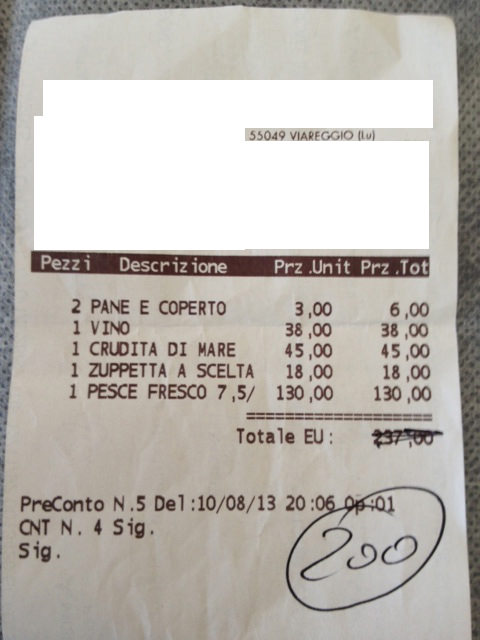 55049 VIAREGGIO (Lu)
Pezzi Descrizione Prz.Unit Prz.Tot
2 PANE E COPERTO 3,00 6,00
1 VINO 38,00 38,00
1 CRUDITA DI MARE 45,00 45,00
1 ZUPPETTA A SCELTA 18,00 18,00
1 PESCE FRESCO 7,5/ 130,00 130,00
==========================
Totale EU: 237,00
PreConto N.5 Del:10/08/13 20:06 Op:01
CNT N. 4 Sig.
Sig.
200